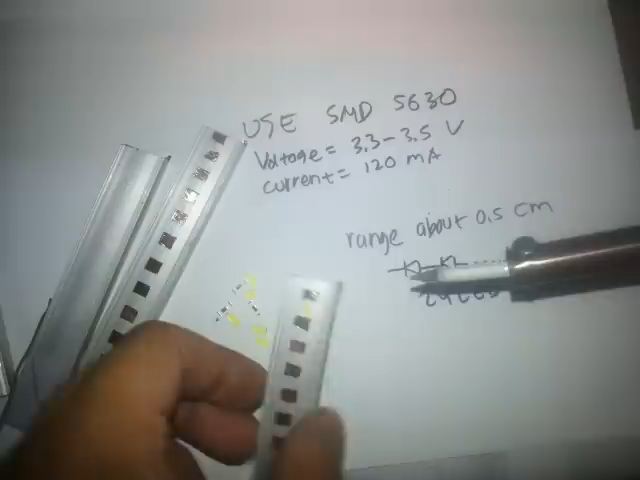 USE SMD 5630
Voltage = 3.3 - 3.5 V
current = 120 mA
range about 0.5 cm